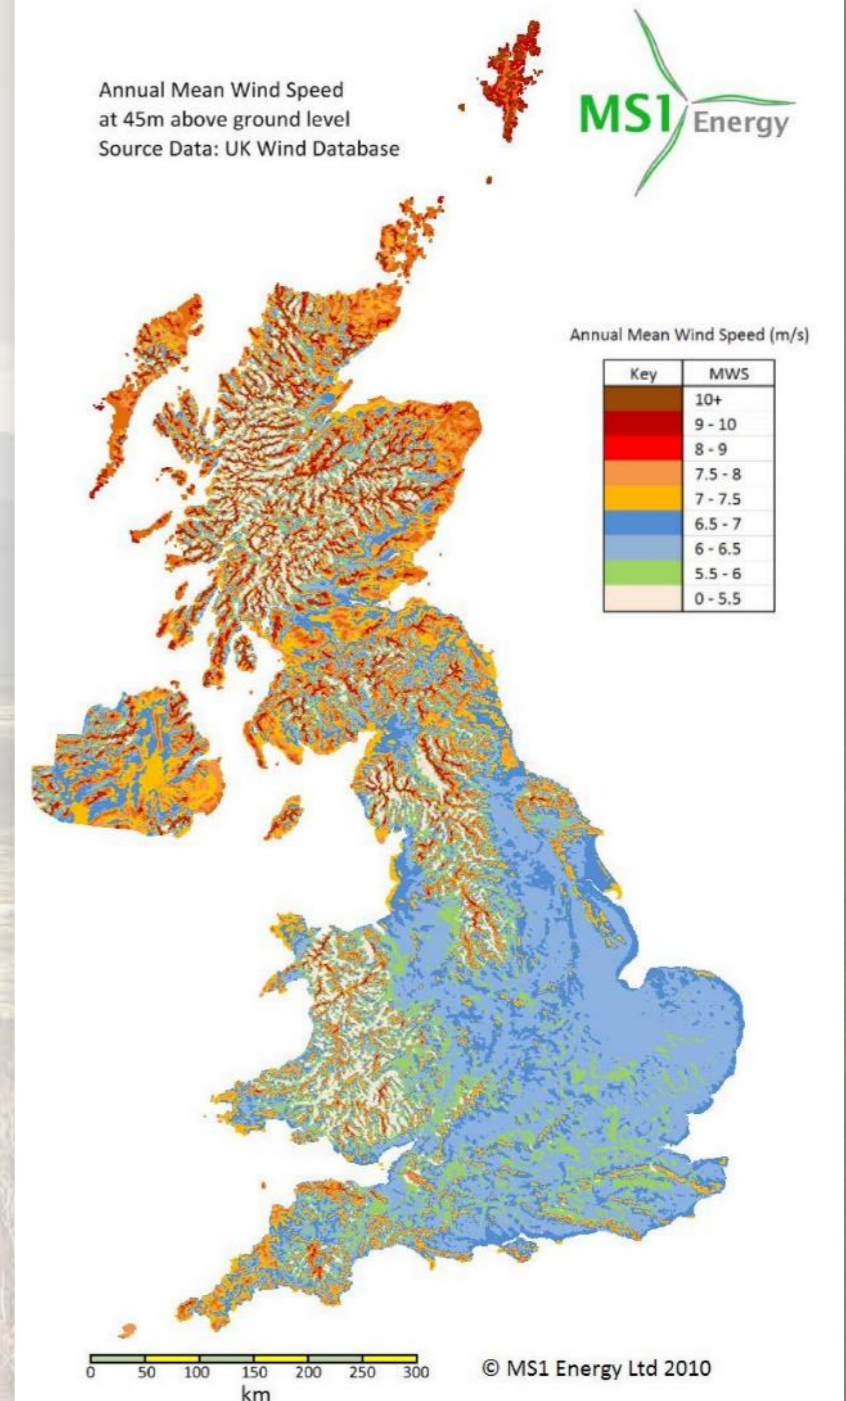 Annual Mean Wind Speed
at 45m above ground level
Source Data: UK Wind Database
MS1 Energy
Annual Mean Wind Speed (m/s)
Key MWS
10+
9 - 10
8 - 9
7.5 - 8
7 - 7.5
6.5 - 7
6 - 6.5
5.5 - 6
0 - 5.5
0 50 100 150 200 250 300
km
© MS1 Energy Ltd 2010